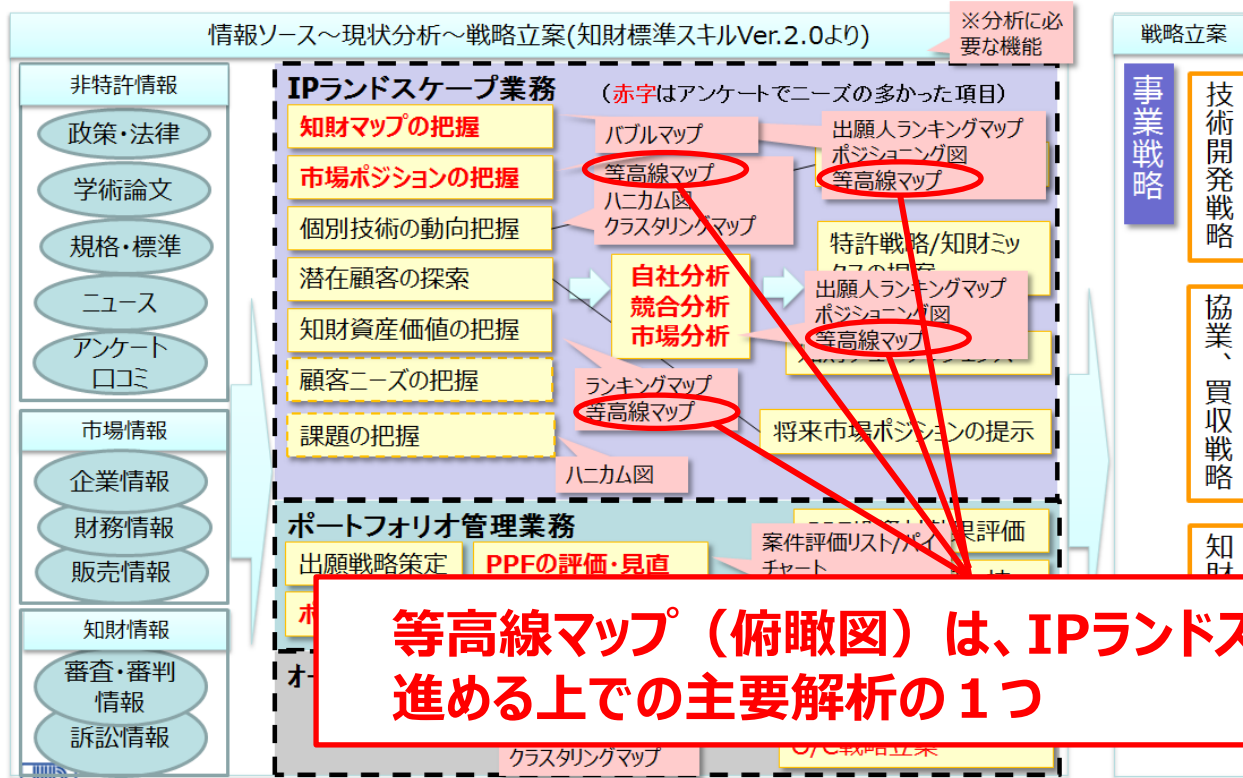 情報ソース～現状分析～戦略立案(知財標準スキルVer.2.0より)
※分析に必
要な機能
戦略立案
非特許情報
政策・法律
学術論文
規格・標準
ニュース
アンケート
口コミ
市場情報
企業情報
財務情報
販売情報
知財情報
審査・審判
情報
訴訟情報
IPランドスケープ業務
（赤字はアンケートでニーズの多かった項目）
知財マップの把握
市場ポジションの把握
個別技術の動向把握
潜在顧客の探索
知財資産価値の把握
顧客ニーズの把握
課題の把握
バブルマップ
等高線マップ
ハニカム図
クラスタリングマップ
出願人ランキングマップ
ポジショニング図
等高線マップ
自社分析
競合分析
市場分析
特許戦略/知財ミッ
出願人ランキングマップ
ポジショニング図
等高線マップ
ランキングマップ
等高線マップ
将来市場ポジションの提示
ハニカム図
ポートフォリオ管理業務
出願戦略策定
PPFの評価・見直
案件評価リスト/パイ
チャート
果評価
等高線マップ（俯瞰図）は、IPランドス
進める上での主要解析の１つ
クラスタリングマップ
事業戦略
技術開発戦略
協業、買収戦略
知